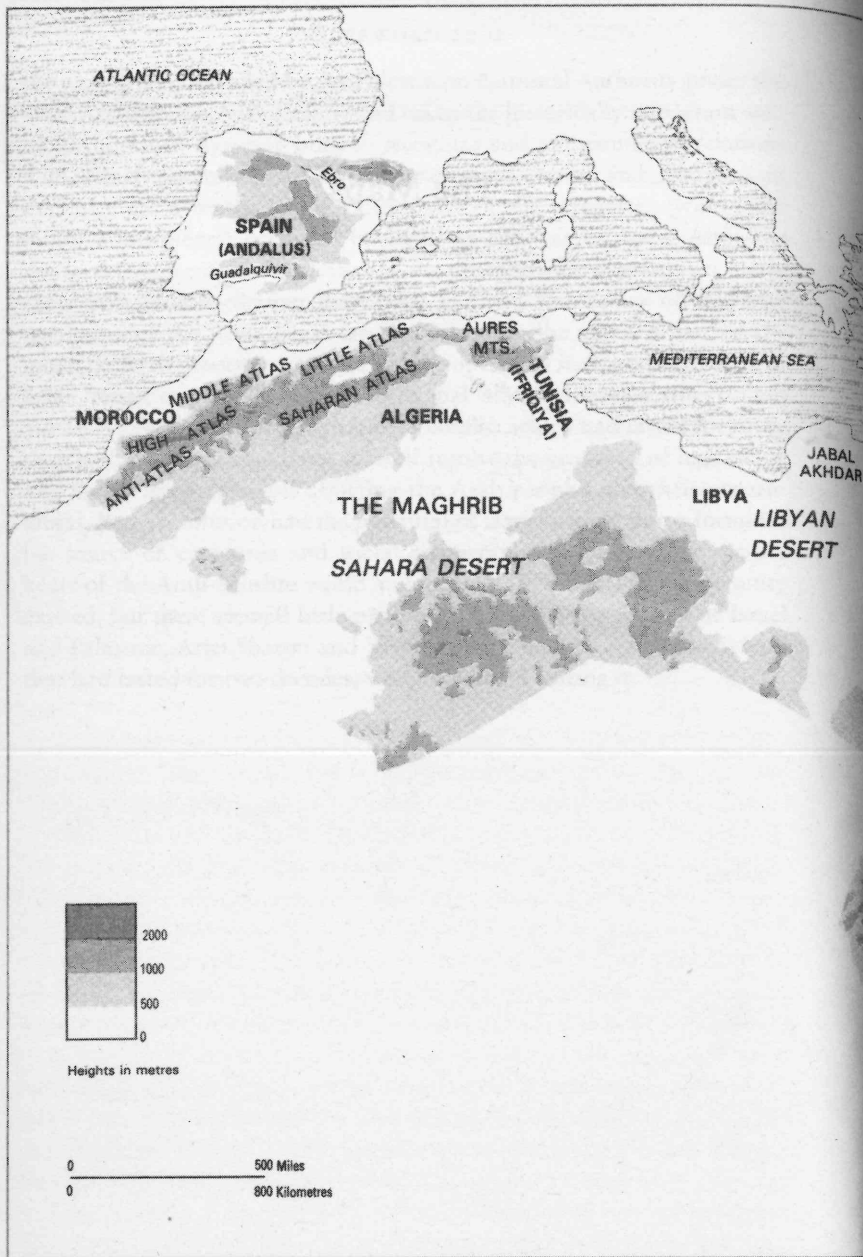 ATLANTIC OCEAN
Ebro
SPAIN
(ANDALUS)
Guadalquivir
AURES
MTS.
LITTLE ATLAS
MIDDLE ATLAS
MEDITERRANEAN SEA
TUNISIA
(IFRIQIYA)
SAHARAN ATLAS
MOROCCO
ALGERIA
HIGH ATLAS
JABAL
AKHDAR
ANTI-ATLAS
THE MAGHRIB
LIBYA
LIBYAN
DESERT
SAHARA DESERT
2000
1000
500
0
Heights in metres
0 500 Miles
0 800 Kilometres